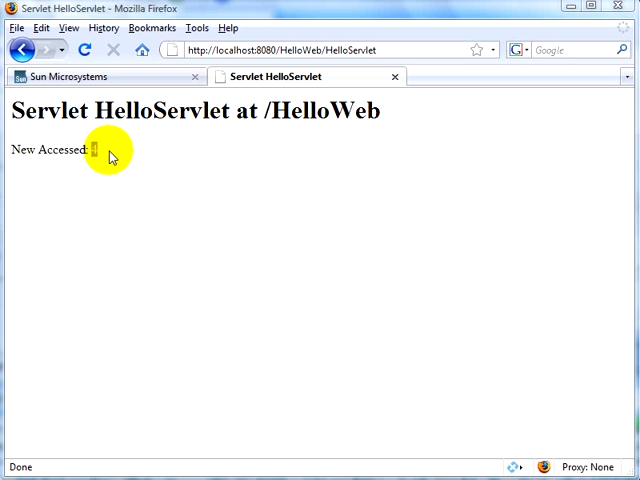 Servlet HelloServlet - Mozilla Firefox
File Edit View History Bookmarks Tools Help
http://localhost:8080/HelloWeb/HelloServlet
G Google
Sun Microsystems
Servlet HelloServlet
Servlet HelloServlet at /HelloWeb
New Accessed:
Done
Proxy: None